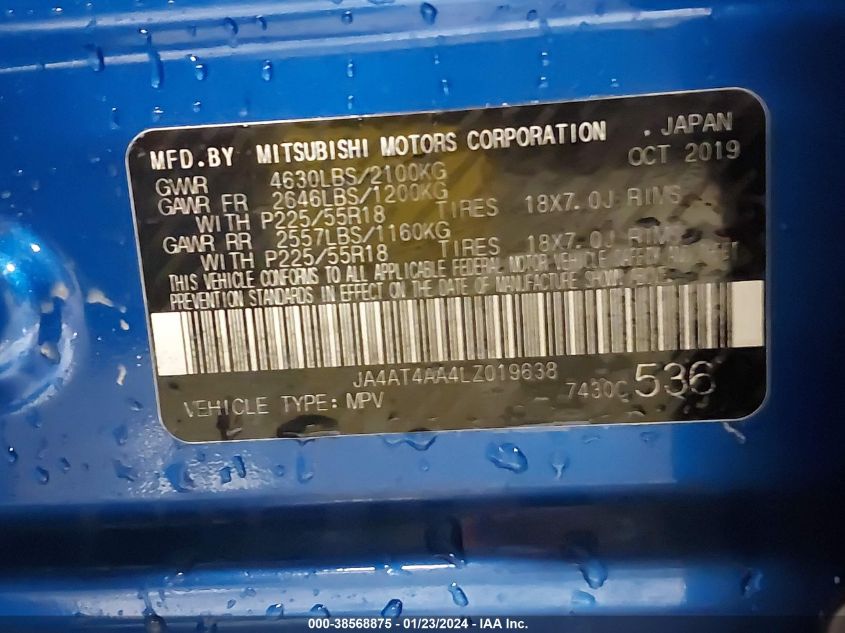 MFD.BY MITSUBISHI MOTORS CORPORATION . JAPAN
OCT 2019
GVWR 4630LBS/2100KG
GAWR FR 2646LBS/1200KG
WITH P225/55R18 TIRES 18X7.0J RIMS
GAWR RR 2557LBS/1160KG
WITH P225/55R18 TIRES 18X7.0J RIMS
THIS VEHICLE CONFORMS TO ALL APPLICABLE FEDERAL MOTOR VEHICLE SAFETY AND THEFT
PREVENTION STANDARDS IN EFFECT ON THE DATE OF MANUFACTURE SHOWN ABOVE.
JA4AT4AA4LZ019638
VEHICLE TYPE: MPV 7430C 536
000-38568875 - 01/23/2024 - IAA Inc.